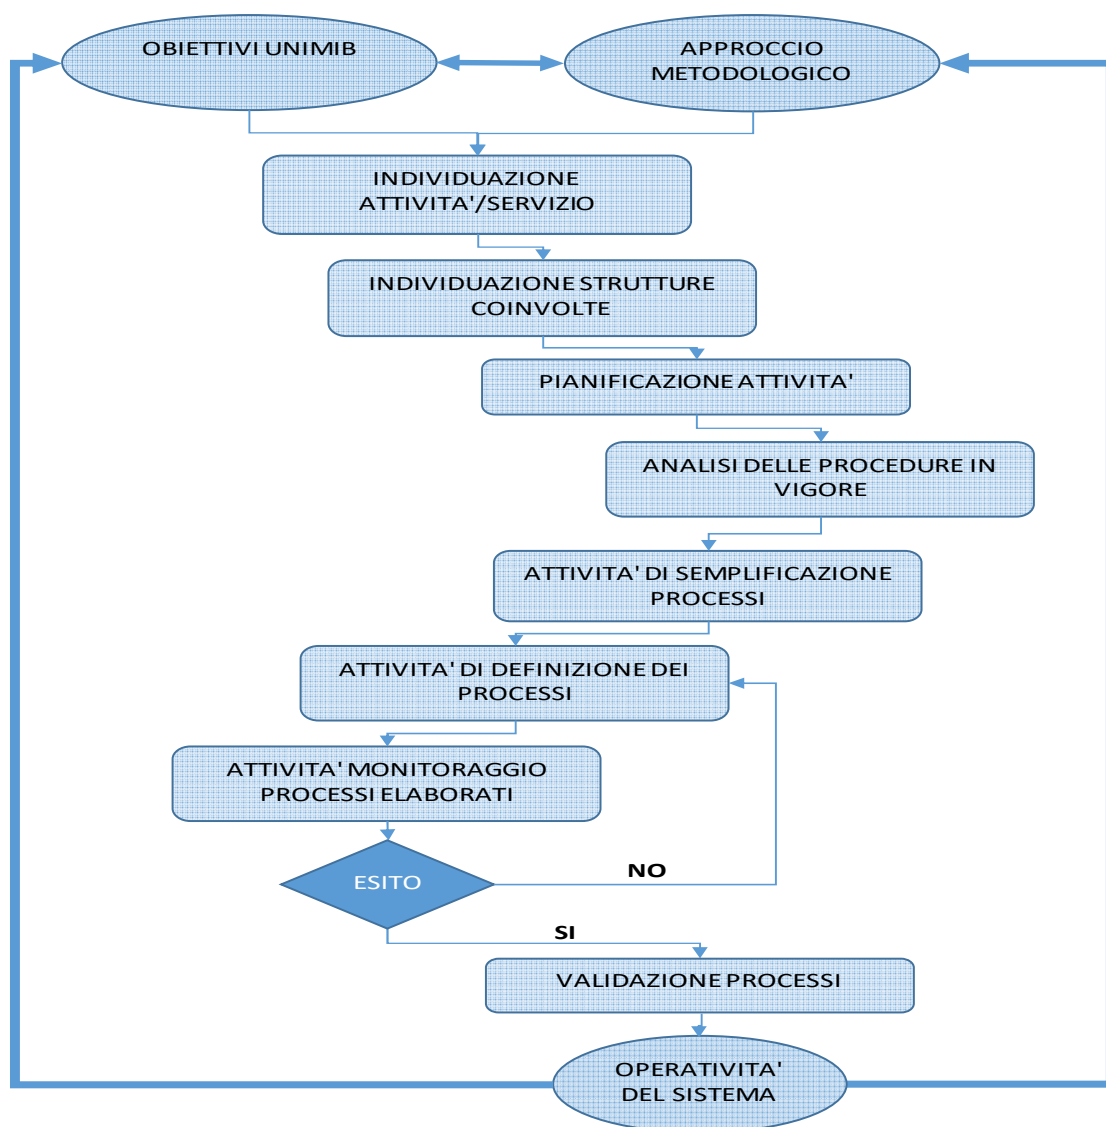 OBIETTIVI UNIMIB
APPROCCIO
METODOLOGICO
INDIVIDUAZIONE
ATTIVITA'/SERVIZIO
INDIVIDUAZIONE STRUTTURE
COINVOLTE
PIANIFICAZIONE ATTIVITA'
ANALISI DELLE PROCEDURE IN
VIGORE
ATTIVITA' DI SEMPLIFICAZIONE
PROCESSI
ATTIVITA' DI DEFINIZIONE DEI
PROCESSI
ATTIVITA' MONITORAGGIO
PROCESSI ELABORATI
ESITO
NO
SI
VALIDAZIONE PROCESSI
OPERATIVITA'
DEL SISTEMA